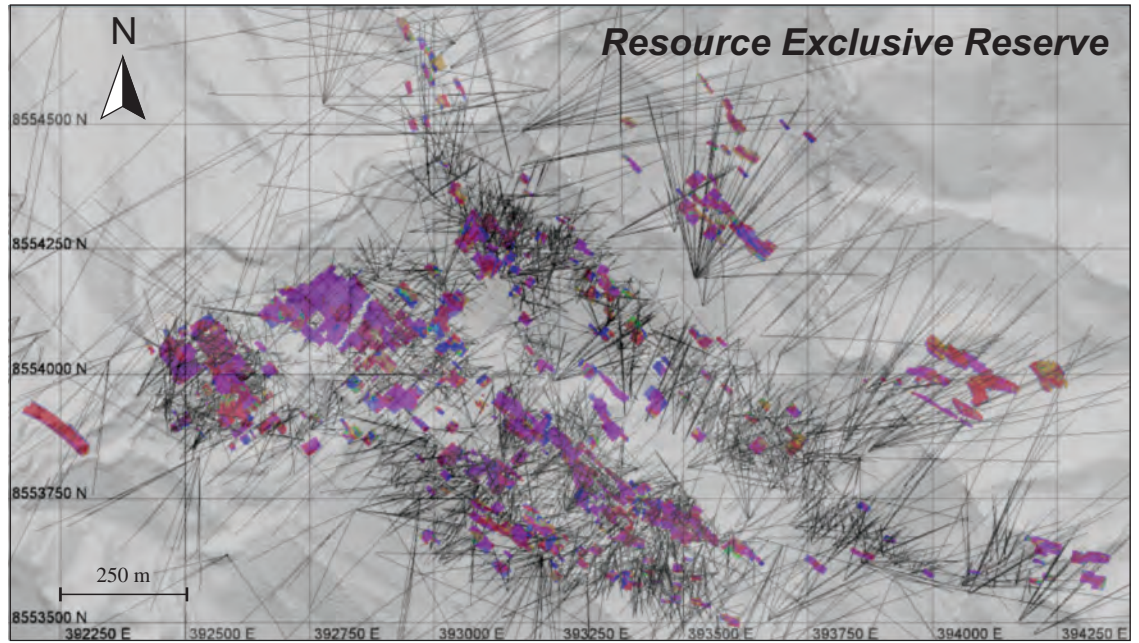 N
Resource Exclusive Reserve
8554500 N
8554250 N
8554000 N
8553750 N
250 m
8553500 N
392250 E 392500 E 392750 E 393000 E 393250 E 393500 E 393750 E 394000 E 394250 E